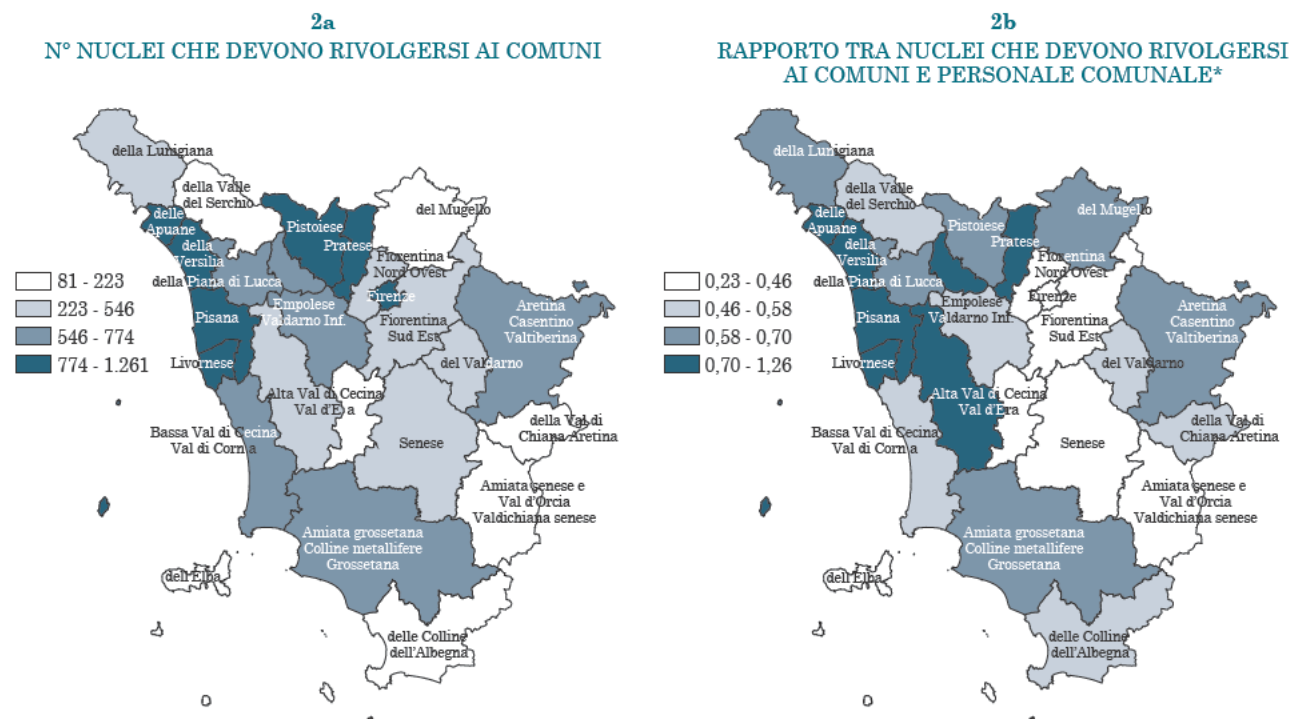 2a
N° NUCLEI CHE DEVONO RIVOLGERSI AI COMUNI
della Lunigiana
della Valle
del Serchio
del Mugello
delle
Apuane
Pistoiese
Pratese
della
Versilia
Fiorentina
Nord Ovest
della Piana di Lucca
Firenze
Empolese
Valdarno Inf.
Aretina
Casentino
Valtiberina
Pisana
Fiorentina
Sud Est
Livornese
del Valdarno
Alta Val di Cecina
Val d'Era
della Val di
Chiana Aretina
Bassa Val di Cecina
Val di Cornia
Senese
Amiata senese e
Val d'Orcia
Valdichiana senese
Amiata grossetana
Colline metallifere
Grossetana
dell'Elba
delle Colline
dell'Albegna
81 - 223
223 - 546
546 - 774
774 - 1.261
2b
RAPPORTO TRA NUCLEI CHE DEVONO RIVOLGERSI
AI COMUNI E PERSONALE COMUNALE*
della Lunigiana
della Valle
del Serchio
del Mugello
delle
Apuane
Pistoiese
Pratese
della
Versilia
Fiorentina
Nord Ovest
della Piana di Lucca
Firenze
Empolese
Valdarno Inf.
Aretina
Casentino
Valtiberina
Pisana
Fiorentina
Sud Est
Livornese
del Valdarno
Alta Val di Cecina
Val d'Era
della Val di
Chiana Aretina
Bassa Val di Cecina
Val di Cornia
Senese
Amiata senese e
Val d'Orcia
Valdichiana senese
Amiata grossetana
Colline metallifere
Grossetana
dell'Elba
delle Colline
dell'Albegna
0,23 - 0,46
0,46 - 0,58
0,58 - 0,70
0,70 - 1,26